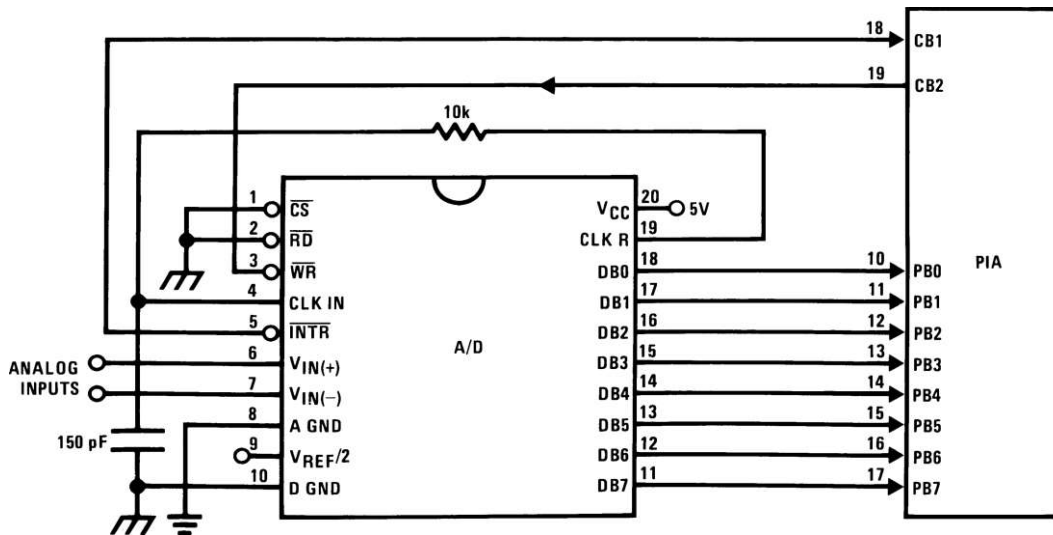 18 CB1
19 CB2
10k
1 CS
2 RD
3 WR
4 CLK IN
5 INTR
6 VIN(+)
7 VIN(−)
8 A GND
9 VREF/2
10 D GND
ANALOG
INPUTS
150 pF
A/D
VCC 20 5V
CLK R 19
DB0 18
DB1 17
DB2 16
DB3 15
DB4 14
DB5 13
DB6 12
DB7 11
10 PB0
11 PB1
12 PB2
13 PB3
14 PB4
15 PB5
16 PB6
17 PB7
PIA